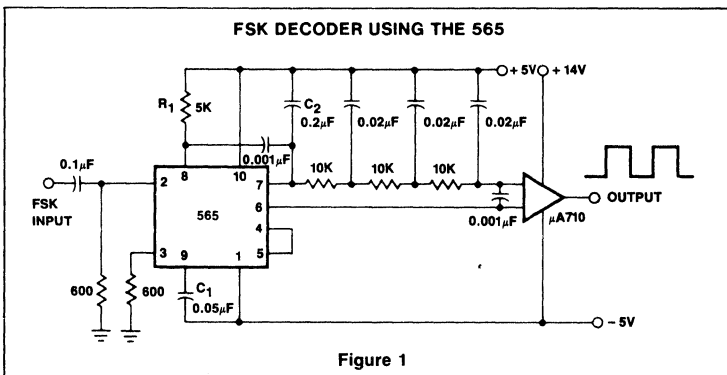 FSK DECODER USING THE 565
+ 5V
+ 14V
R1 5K
C2
0.2µF
0.02µF
0.02µF
0.02µF
0.001µF
0.1µF
10K
10K
10K
8
10
FSK
INPUT
2
7
6
565
4
3
5
9
1
0.001µF
µA710
OUTPUT
600
600
C1
0.05µF
– 5V
Figure 1